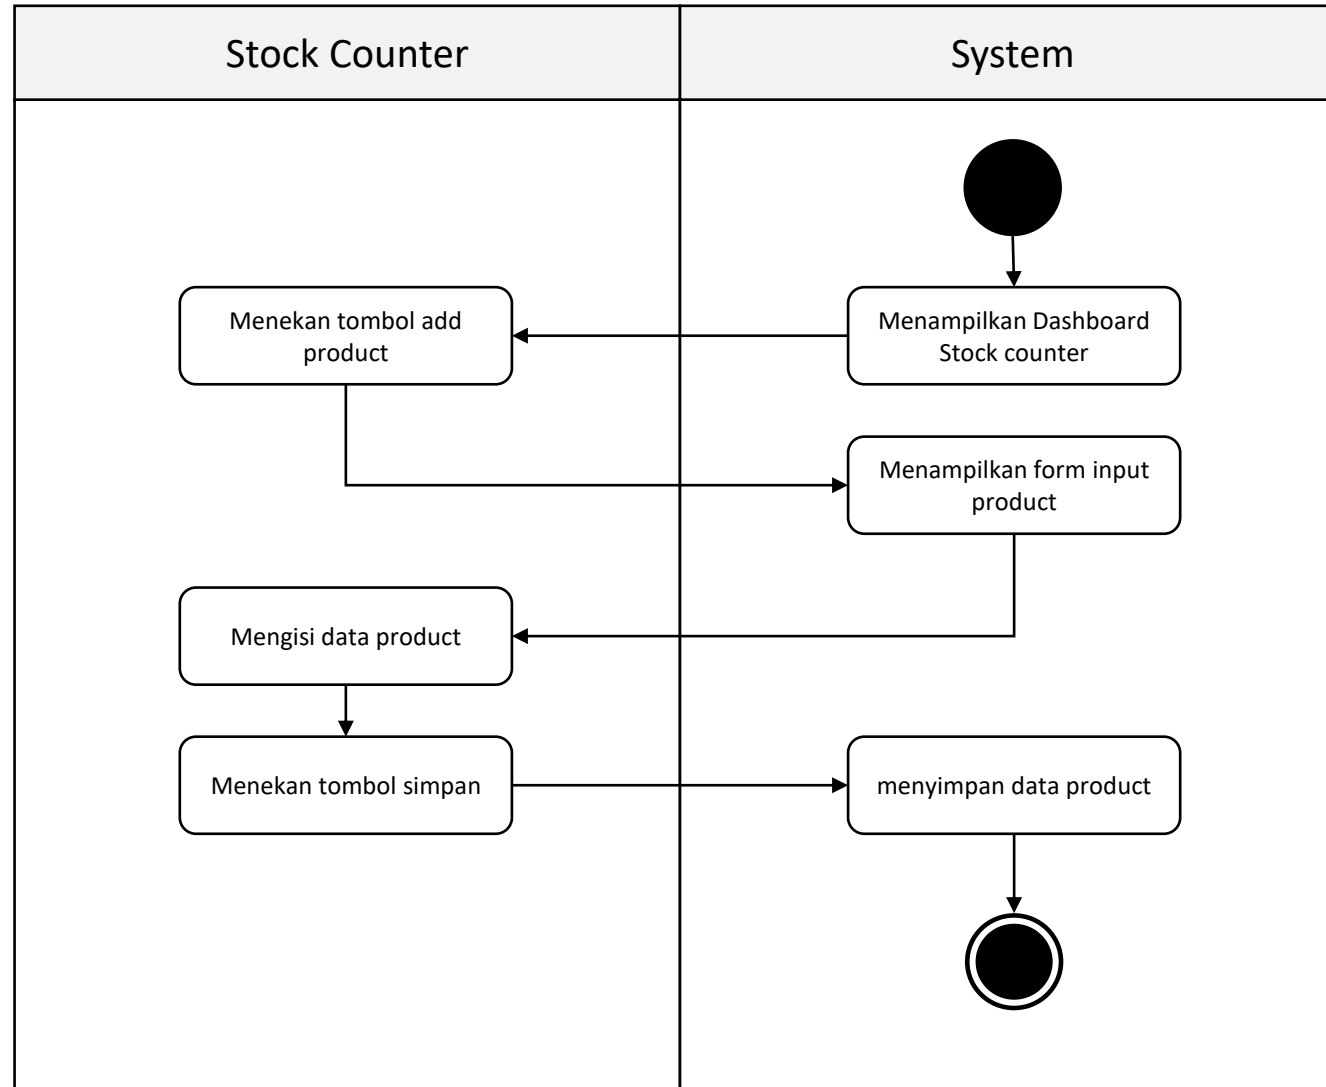 Stock Counter
System
Menekan tombol add
product
Menampilkan Dashboard
Stock counter
Menampilkan form input
product
Mengisi data product
Menekan tombol simpan
menyimpan data product